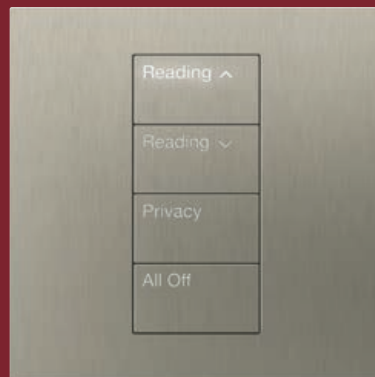 Reading ^
Reading ⌄
Privacy
All Off